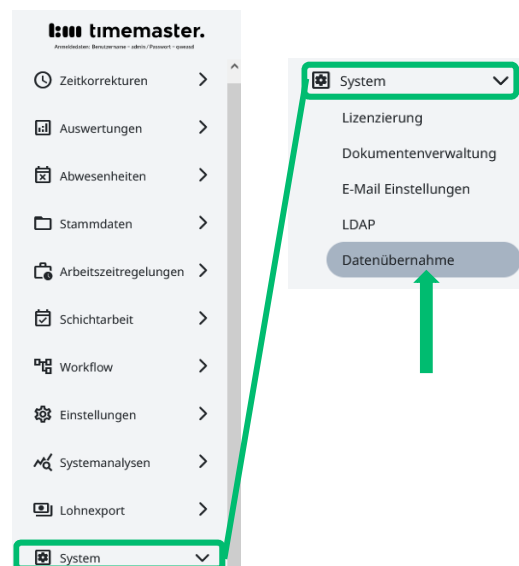 timemaster.
Anmeldedaten: Benutzername - admin / Passwort - qweasd
Zeitkorrekturen
Auswertungen
Abwesenheiten
Stammdaten
Arbeitszeitregelungen
Schichtarbeit
Workflow
Einstellungen
Systemanalysen
Lohnexport
System
System
Lizenzierung
Dokumentenverwaltung
E-Mail Einstellungen
LDAP
Datenübernahme